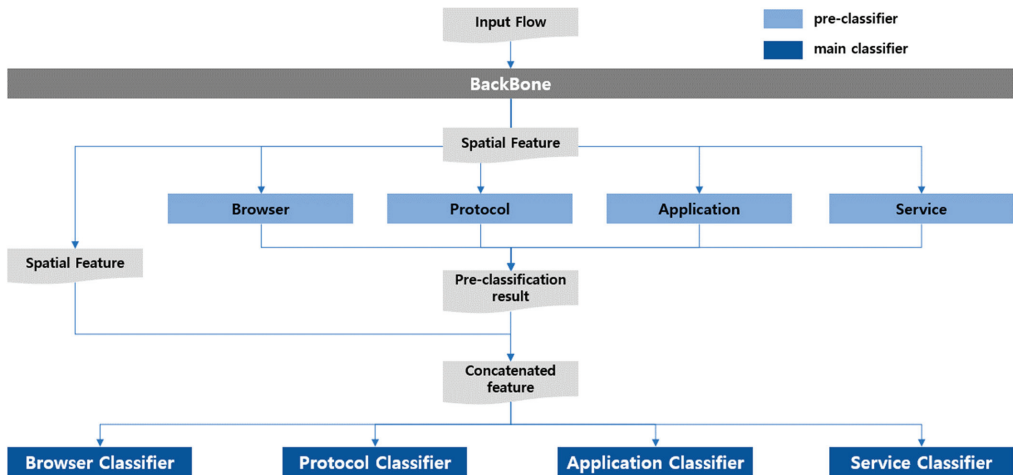 Input Flow
pre-classifier
main classifier
BackBone
Spatial Feature
Browser
Protocol
Application
Service
Spatial Feature
Pre-classification
result
Concatenated
feature
Browser Classifier
Protocol Classifier
Application Classifier
Service Classifier